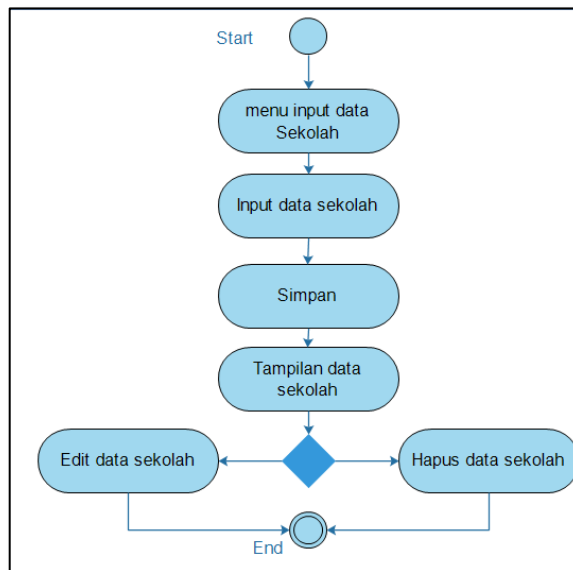 Start
menu input data
Sekolah
Input data sekolah
Simpan
Tampilan data
sekolah
Edit data sekolah
Hapus data sekolah
End